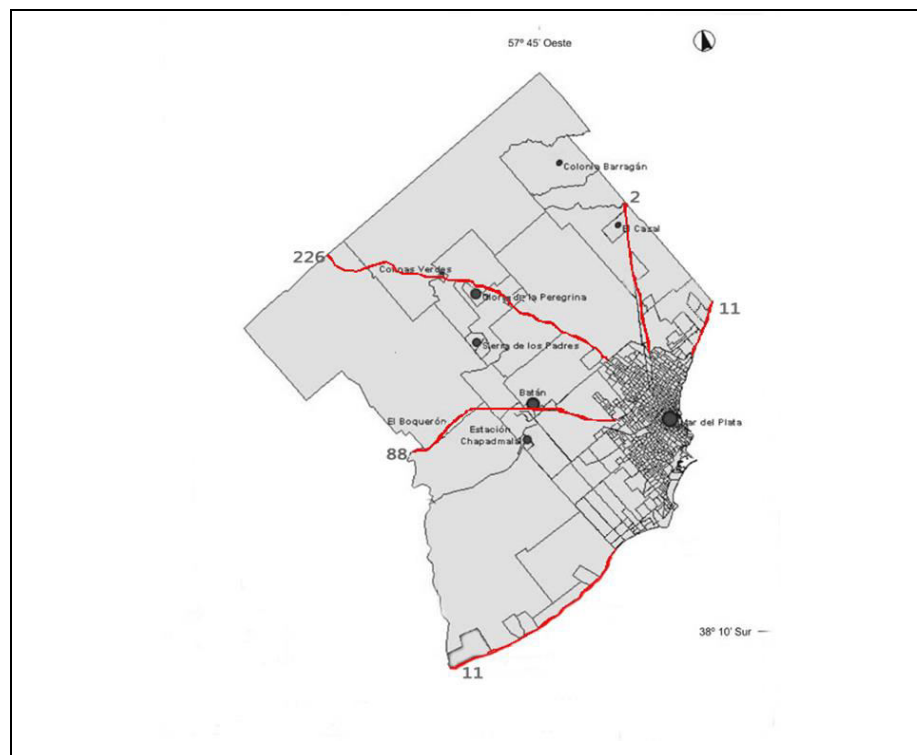 57º 45' Oeste
Colonia Barragán
2
El Casal
226
Colinas Verdes
Gloria de la Peregrina
11
Sierra de los Padres
Batán
El Boquerón
Mar del Plata
Estación
Chapadmalal
88
38º 10' Sur
11